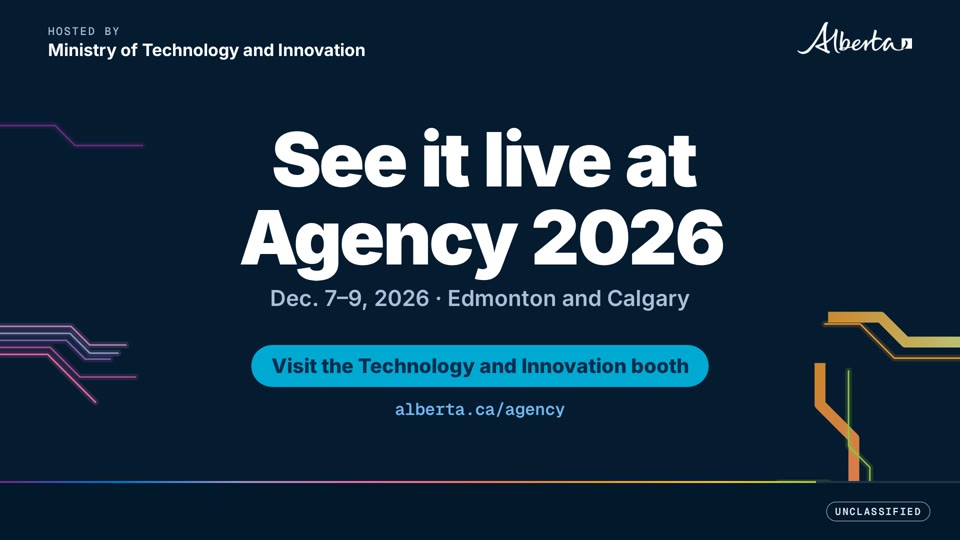 HOSTED BY
Ministry of Technology and Innovation
Alberta
See it live at
Agency 2026
Dec. 7–9, 2026 · Edmonton and Calgary
Visit the Technology and Innovation booth
alberta.ca/agency
UNCLASSIFIED